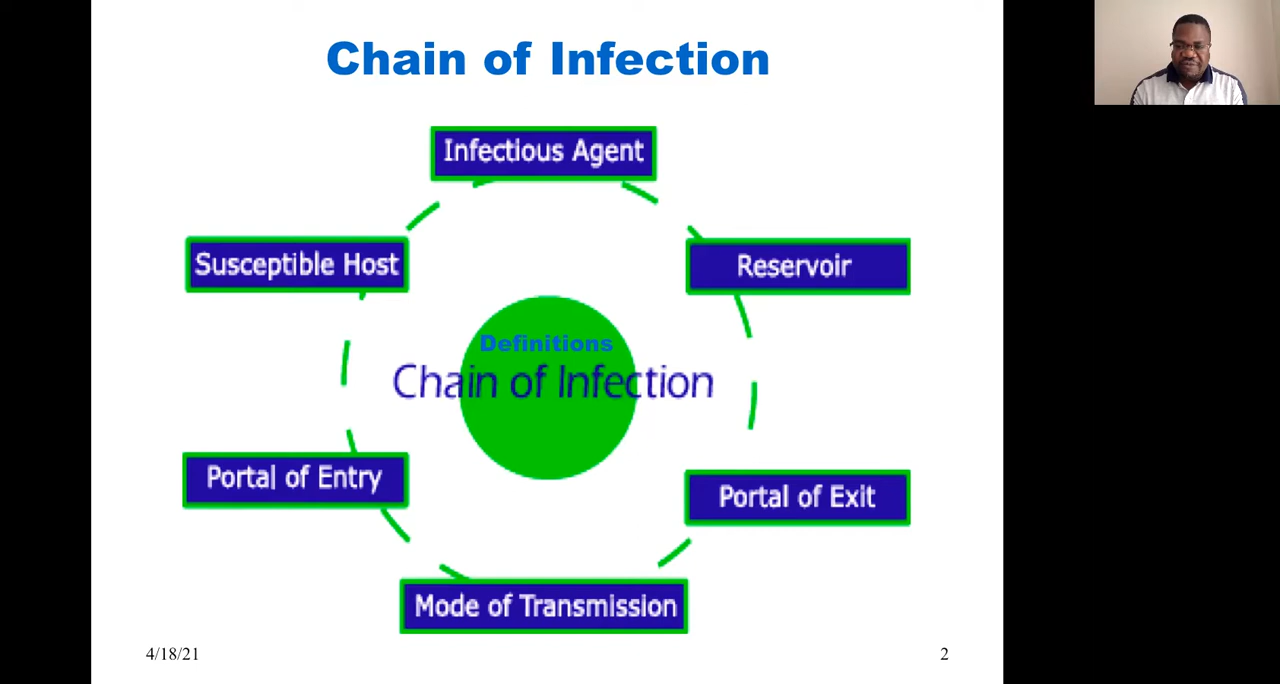 Chain of Infection
Infectious Agent
Susceptible Host
Reservoir
Definitions
Chain of Infection
Portal of Entry
Portal of Exit
Mode of Transmission
4/18/21
2